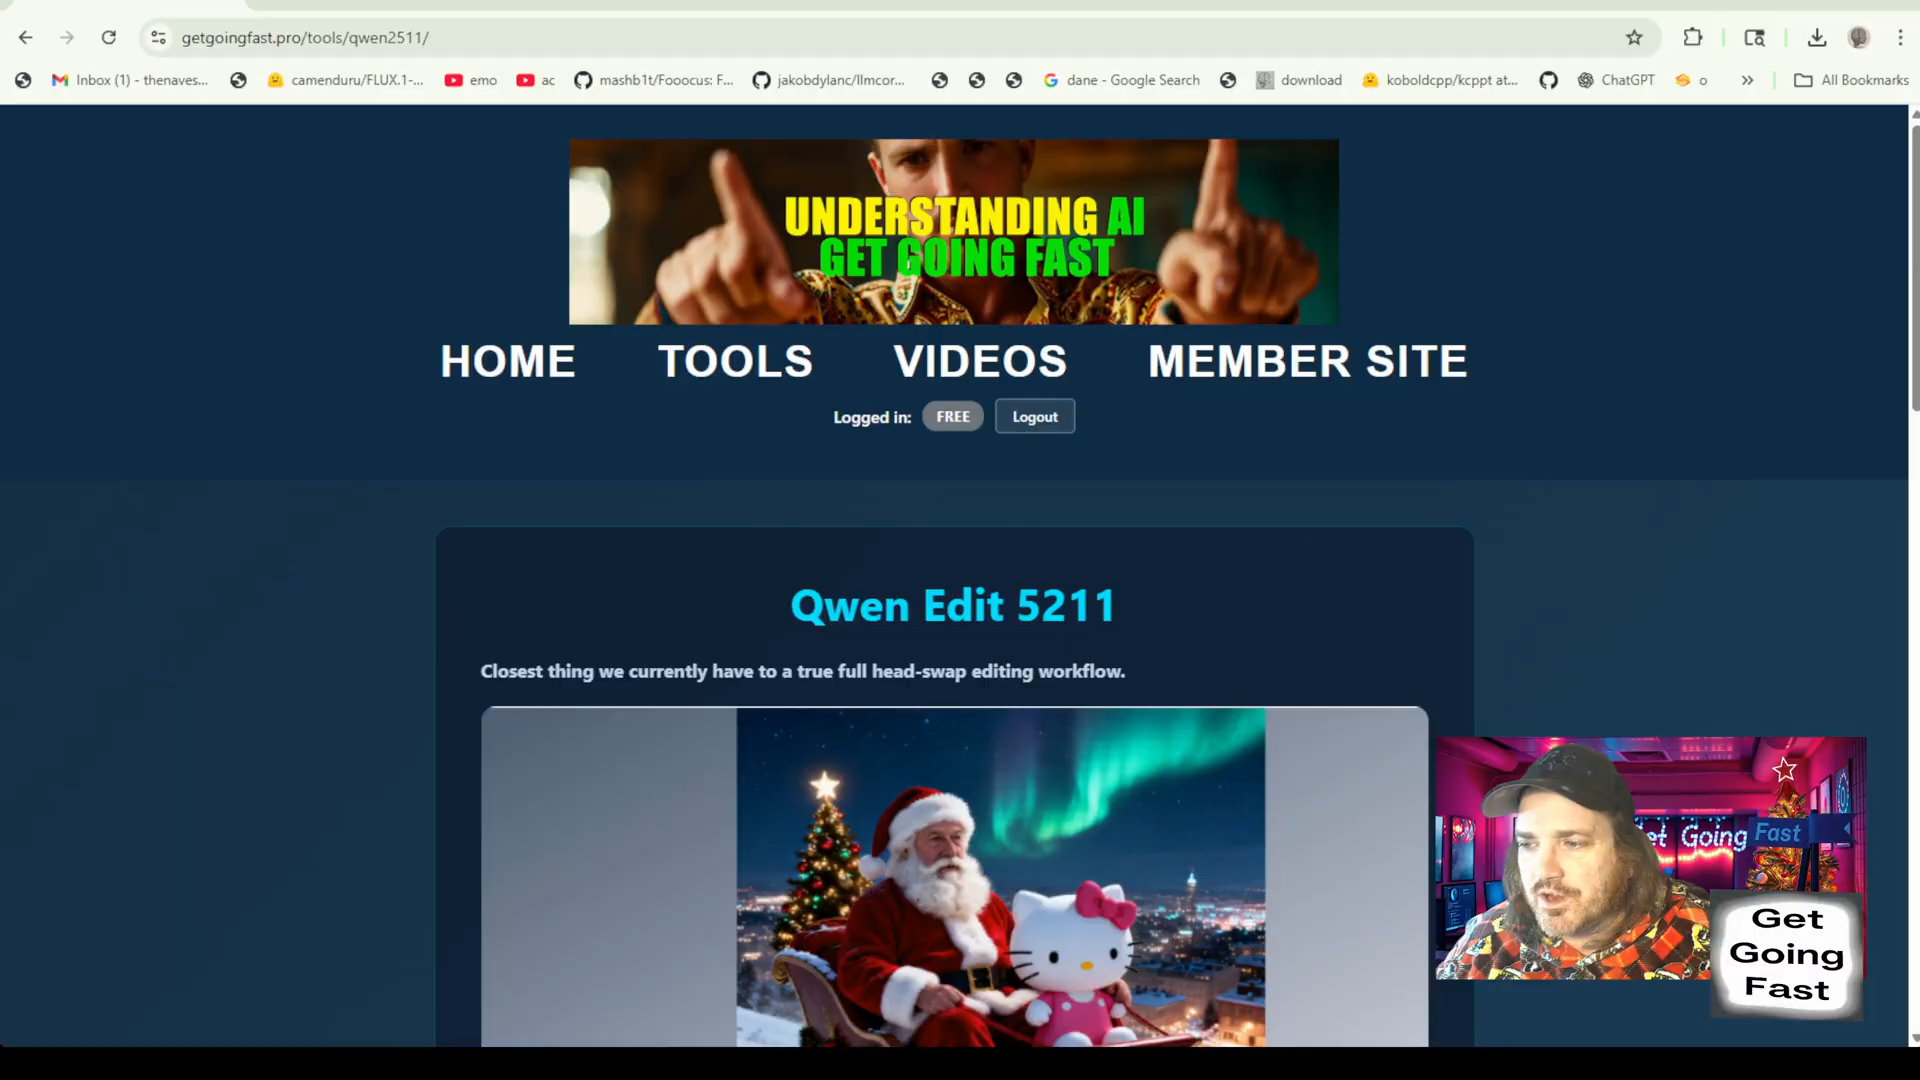 getgoingfast.pro/tools/qwen2511/
Inbox (1) - thenaves...
camenduru/FLUX.1-...
emo
ac
mashb1t/Fooocus: F...
jakobdylanc/llmcor...
dane - Google Search
download
koboldcpp/kcppt at...
ChatGPT
o
»
All Bookmarks
UNDERSTANDING AI
GET GOING FAST
HOME
TOOLS
VIDEOS
MEMBER SITE
Logged in:
FREE
Logout
Qwen Edit 5211
Closest thing we currently have to a true full head-swap editing workflow.
et Going Fast
Get
Going
Fast